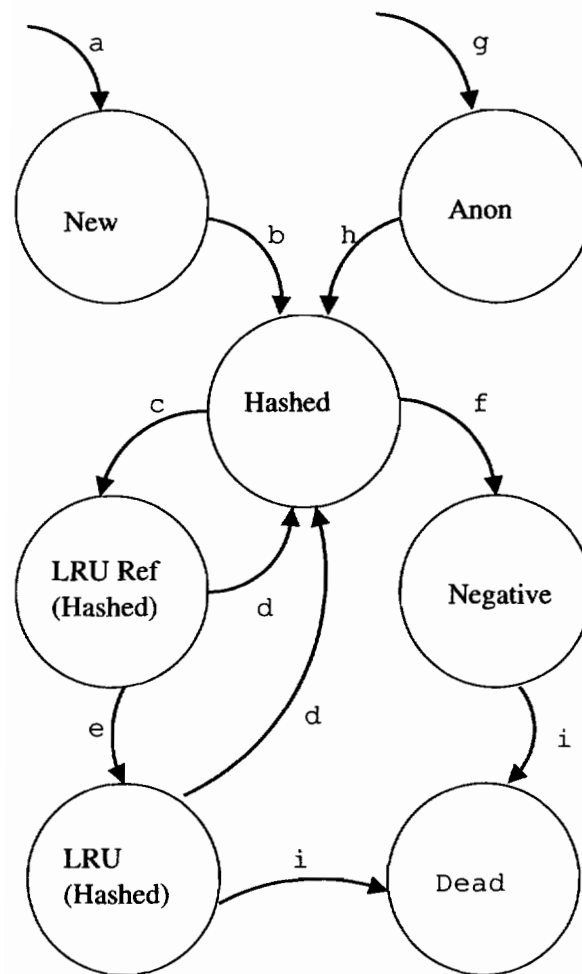 a
g
New
Anon
b
h
Hashed
c
f
LRU Ref
(Hashed)
d
Negative
e
d
i
LRU
(Hashed)
i
Dead